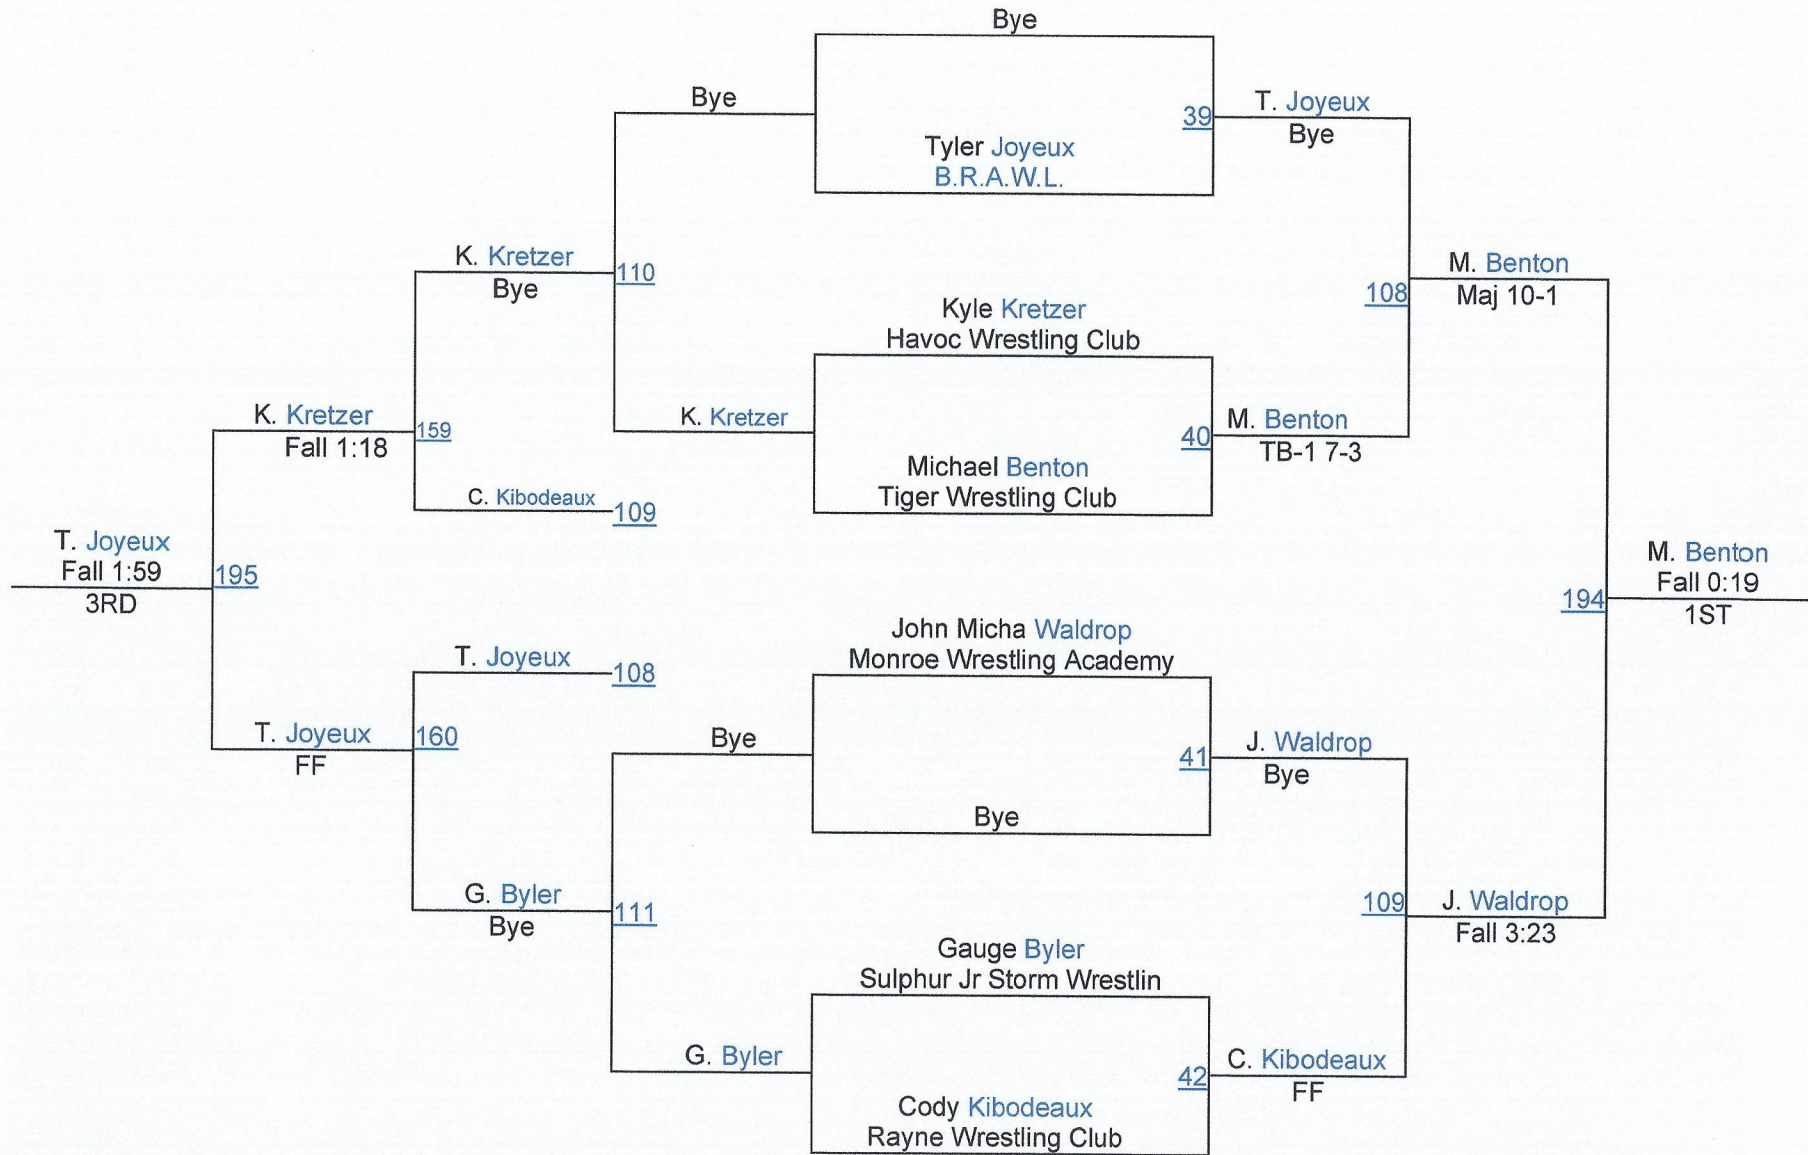 Bye
Bye
39
T. Joyeux
Bye
Tyler Joyeux
B.R.A.W.L.
K. Kretzer
Bye
110
M. Benton
Maj 10-1
108
Kyle Kretzer
Havoc Wrestling Club
K. Kretzer
Fall 1:18
159
K. Kretzer
40
M. Benton
TB-1 7-3
Michael Benton
Tiger Wrestling Club
C. Kibodeaux
109
T. Joyeux
Fall 1:59
3RD
195
M. Benton
Fall 0:19
1ST
194
John Micha Waldrop
Monroe Wrestling Academy
T. Joyeux
108
T. Joyeux
FF
160
Bye
41
J. Waldrop
Bye
Bye
G. Byler
Bye
111
109
J. Waldrop
Fall 3:23
Gauge Byler
Sulphur Jr Storm Wrestlin
G. Byler
42
C. Kibodeaux
FF
Cody Kibodeaux
Rayne Wrestling Club